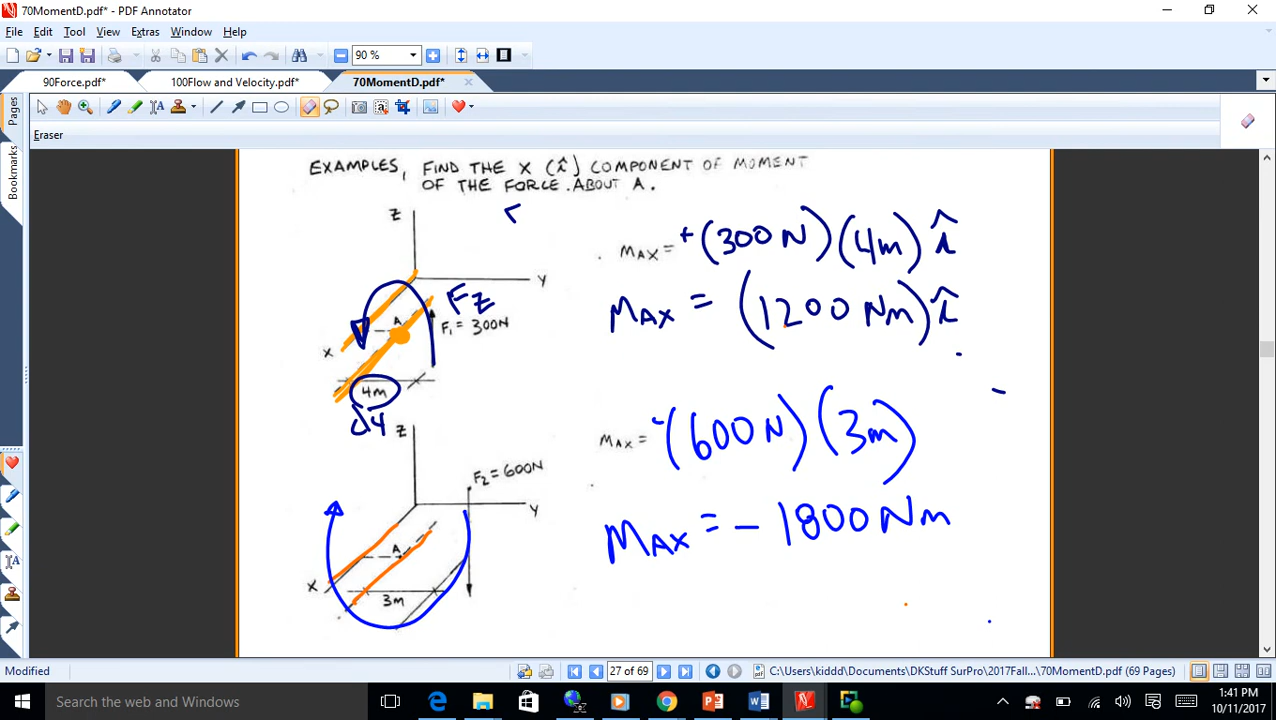 70MomentD.pdf* - PDF Annotator
File Edit Tool View Extras Window Help
90 %
90Force.pdf* 100Flow and Velocity.pdf* 70MomentD.pdf*
Eraser
Pages
Bookmarks
EXAMPLES, FIND THE X (î) COMPONENT OF MOMENT
OF THE FORCE. ABOUT A.
Z
Y
X
A
Fz
F₁ = 300N
4m
d4
MAX = +(300 N)(4m) î
MAX = (1200 Nm) î
Z
Y
X
A
F₂ = 600N
3m
MAX = -(600 N)(3m)
MAX = - 1800 Nm
Modified
27 of 69
C:\Users\kiddd\Documents\DKStuff SurPro\2017Fall...\70MomentD.pdf (69 Pages)
Search the web and Windows
1:41 PM
10/11/2017